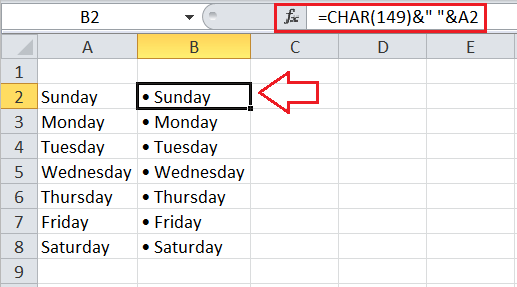 B2 fx =CHAR(149)&" "&A2
A B C D E
1
2 Sunday • Sunday
3 Monday • Monday
4 Tuesday • Tuesday
5 Wednesday • Wednesday
6 Thursday • Thursday
7 Friday • Friday
8 Saturday • Saturday
9